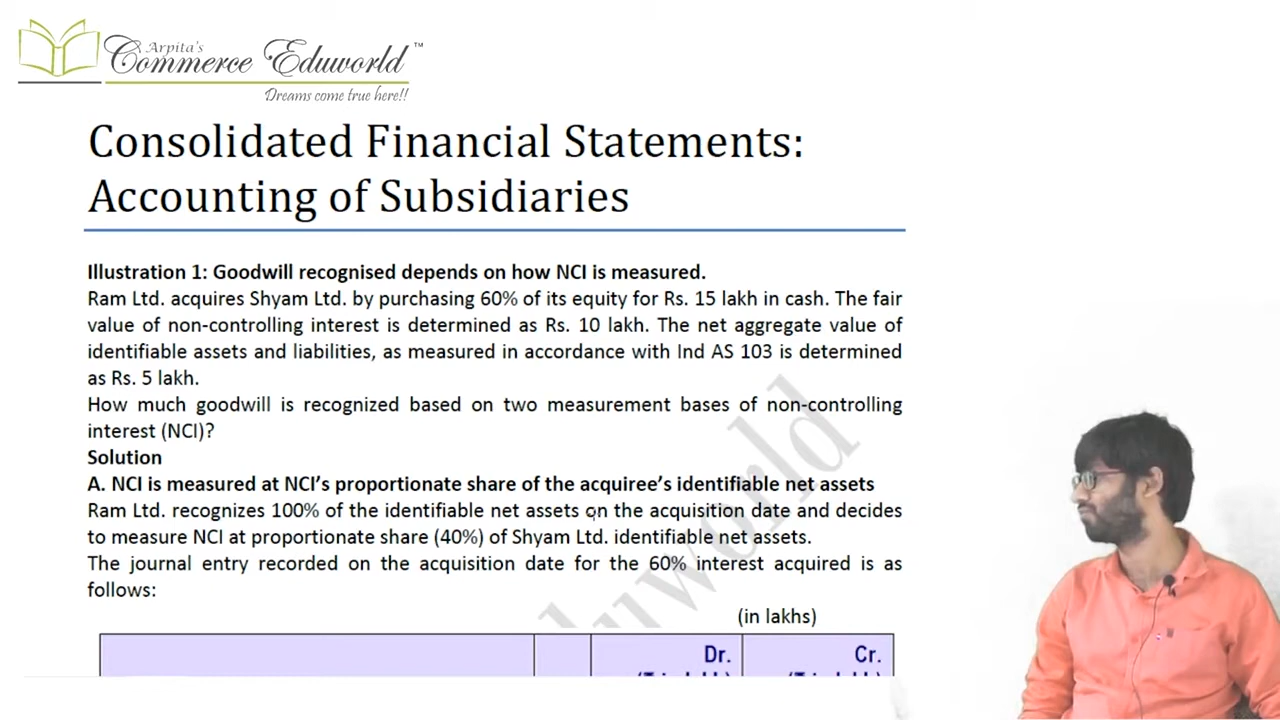 Arpita's
Commerce Eduworld™
Dreams come true here!!
Consolidated Financial Statements:
Accounting of Subsidiaries
Illustration 1: Goodwill recognised depends on how NCI is measured.
Ram Ltd. acquires Shyam Ltd. by purchasing 60% of its equity for Rs. 15 lakh in cash. The fair
value of non-controlling interest is determined as Rs. 10 lakh. The net aggregate value of
identifiable assets and liabilities, as measured in accordance with Ind AS 103 is determined
as Rs. 5 lakh.
How much goodwill is recognized based on two measurement bases of non-controlling
interest (NCI)?
Solution
A. NCI is measured at NCI's proportionate share of the acquiree's identifiable net assets
Ram Ltd. recognizes 100% of the identifiable net assets on the acquisition date and decides
to measure NCI at proportionate share (40%) of Shyam Ltd. identifiable net assets.
The journal entry recorded on the acquisition date for the 60% interest acquired is as
follows:
(in lakhs)
Dr. Cr.